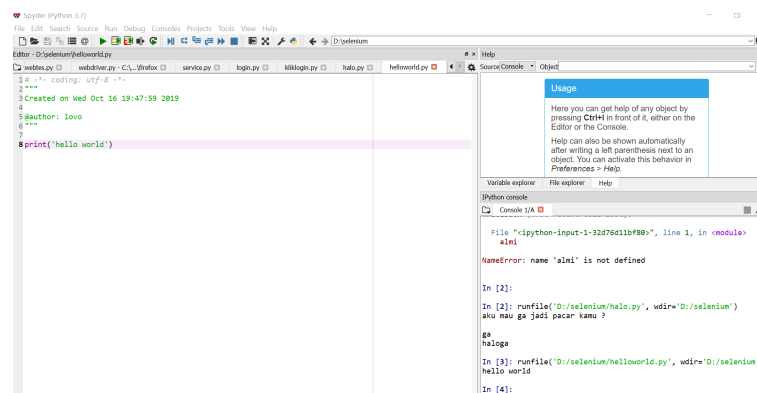 Spyder (Python 3.7)
File Edit Search Source Run Debug Consoles Projects Tools View Help
D:\selenium
Editor - D:\selenium\helloworld.py
webtes.py webdriver.py - C:\...\firefox service.py login.py kliklogin.py halo.py helloworld.py
1 # -*- coding: utf-8 -*-
2 """
3 Created on Wed Oct 16 19:47:59 2019
4
5 @author: lovo
6 """
7
8 print('hello world')
Help
Source Console Object
Usage
Here you can get help of any object by
pressing Ctrl+I in front of it, either on the
Editor or the Console.
Help can also be shown automatically
after writing a left parenthesis next to an
object. You can activate this behavior in
Preferences > Help.
Variable explorer File explorer Help
IPython console
Console 1/A
File "<ipython-input-1-32d76d11bf80>", line 1, in <module>
almi
NameError: name 'almi' is not defined
In [2]:
In [2]: runfile('D:/selenium/halo.py', wdir='D:/selenium')
aku mau ga jadi pacar kamu ?
ga
haloga
In [3]: runfile('D:/selenium/helloworld.py', wdir='D:/selenium
hello world
In [4]: